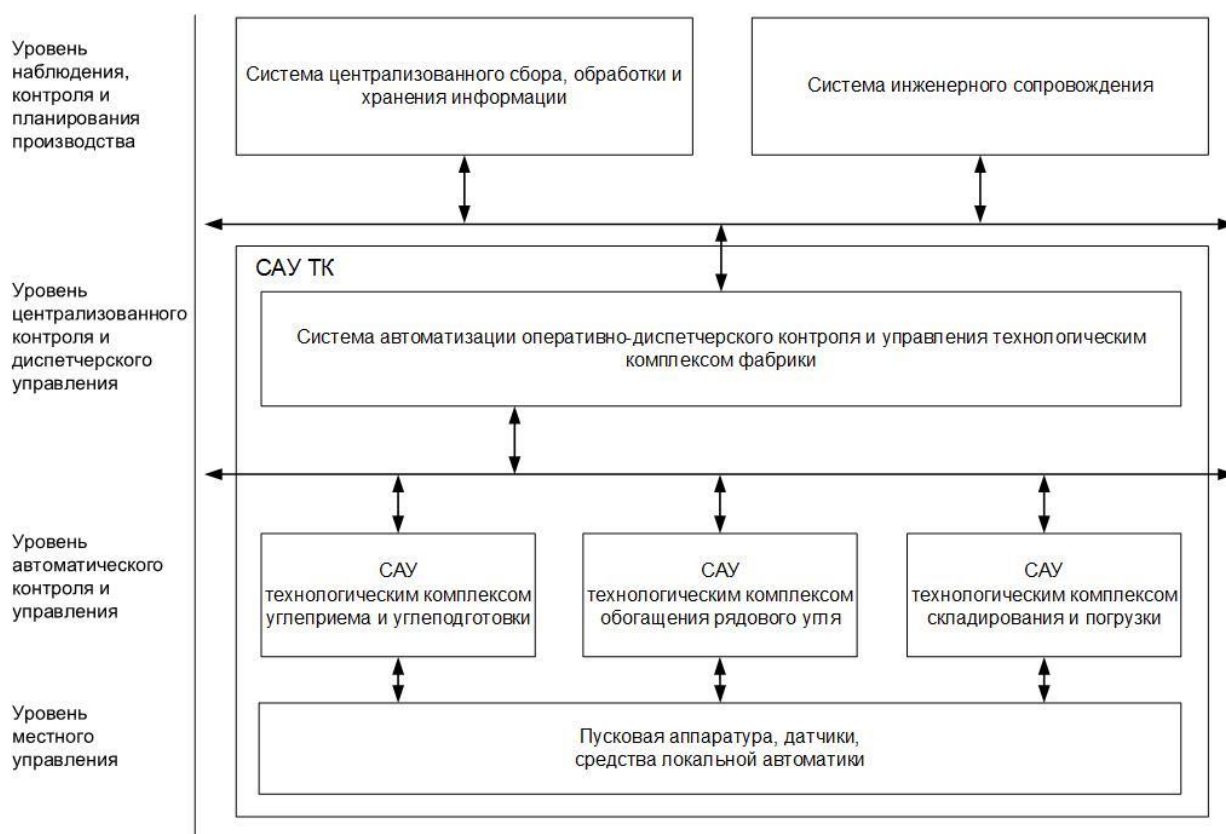 Уровень
наблюдения,
контроля и
планирования
производства
Система централизованного сбора, обработки и
хранения информации
Система инженерного сопровождения
САУ ТК
Уровень
централизованного
контроля и
диспетчерского
управления
Система автоматизации оперативно-диспетчерского контроля и управления технологическим
комплексом фабрики
Уровень
автоматического
контроля и
управления
САУ
технологическим комплексом
углеприема и углеподготовки
САУ
технологическим комплексом
обогащения рядового угля
САУ
технологическим комплексом
складирования и погрузки
Уровень
местного
управления
Пусковая аппаратура, датчики,
средства локальной автоматики